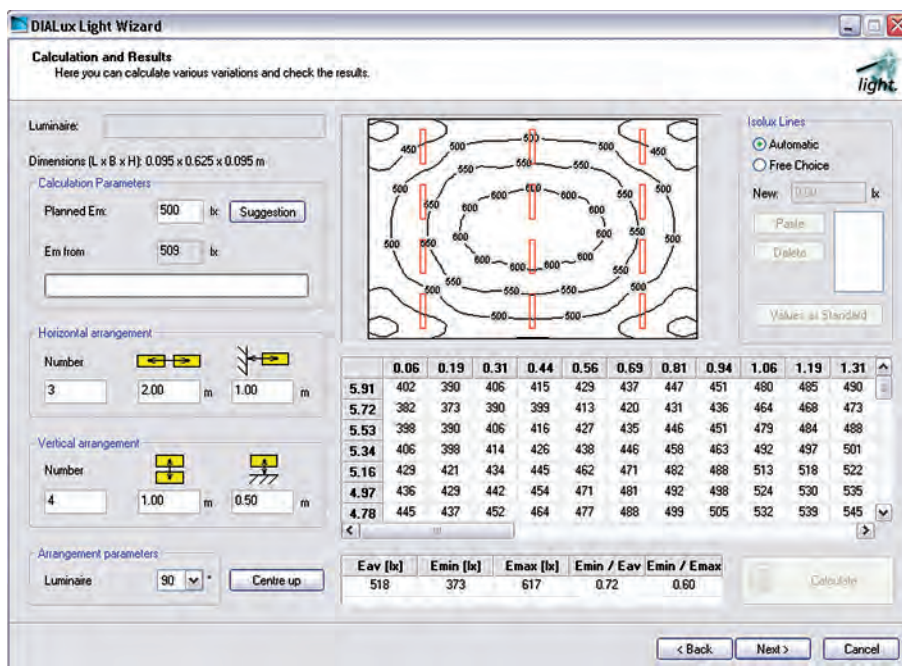 DIALux Light Wizard
Calculation and Results
Here you can calculate various variations and check the results.
light.
Luminaire:
Dimensions (L x B x H): 0.095 x 0.625 x 0.095 m
Calculation Parameters
Planned Em: 500 lx Suggestion
Em from 509 lx
Horizontal arrangement
Number
3 2.00 m 1.00 m
Vertical arrangement
Number
4 1.00 m 0.50 m
Arrangement parameters
Luminaire 90 ° Centre up
450 500 450
500 550 550 500
550 600 600 550
600 600
500 550 600 600 550 500
550 600 600 600 550
500 550 550 500
500 500 500
Isolux Lines
Automatic
Free Choice
New: 0.00 lx
Paste
Delete
Values as Standard
0.06 0.19 0.31 0.44 0.56 0.69 0.81 0.94 1.06 1.19 1.31
5.91 402 390 406 415 429 437 447 451 480 485 490
5.72 382 373 390 399 413 420 431 436 464 468 473
5.53 398 390 406 416 427 435 446 451 479 484 488
5.34 406 398 414 426 438 446 458 463 492 497 501
5.16 429 421 434 445 462 471 482 488 513 518 522
4.97 436 429 442 454 471 481 492 498 524 530 535
4.78 445 437 452 464 477 488 499 505 532 539 545
Eav [lx] Emin [lx] Emax [lx] Emin / Eav Emin / Emax
518 373 617 0.72 0.60
Calculate
< Back Next > Cancel